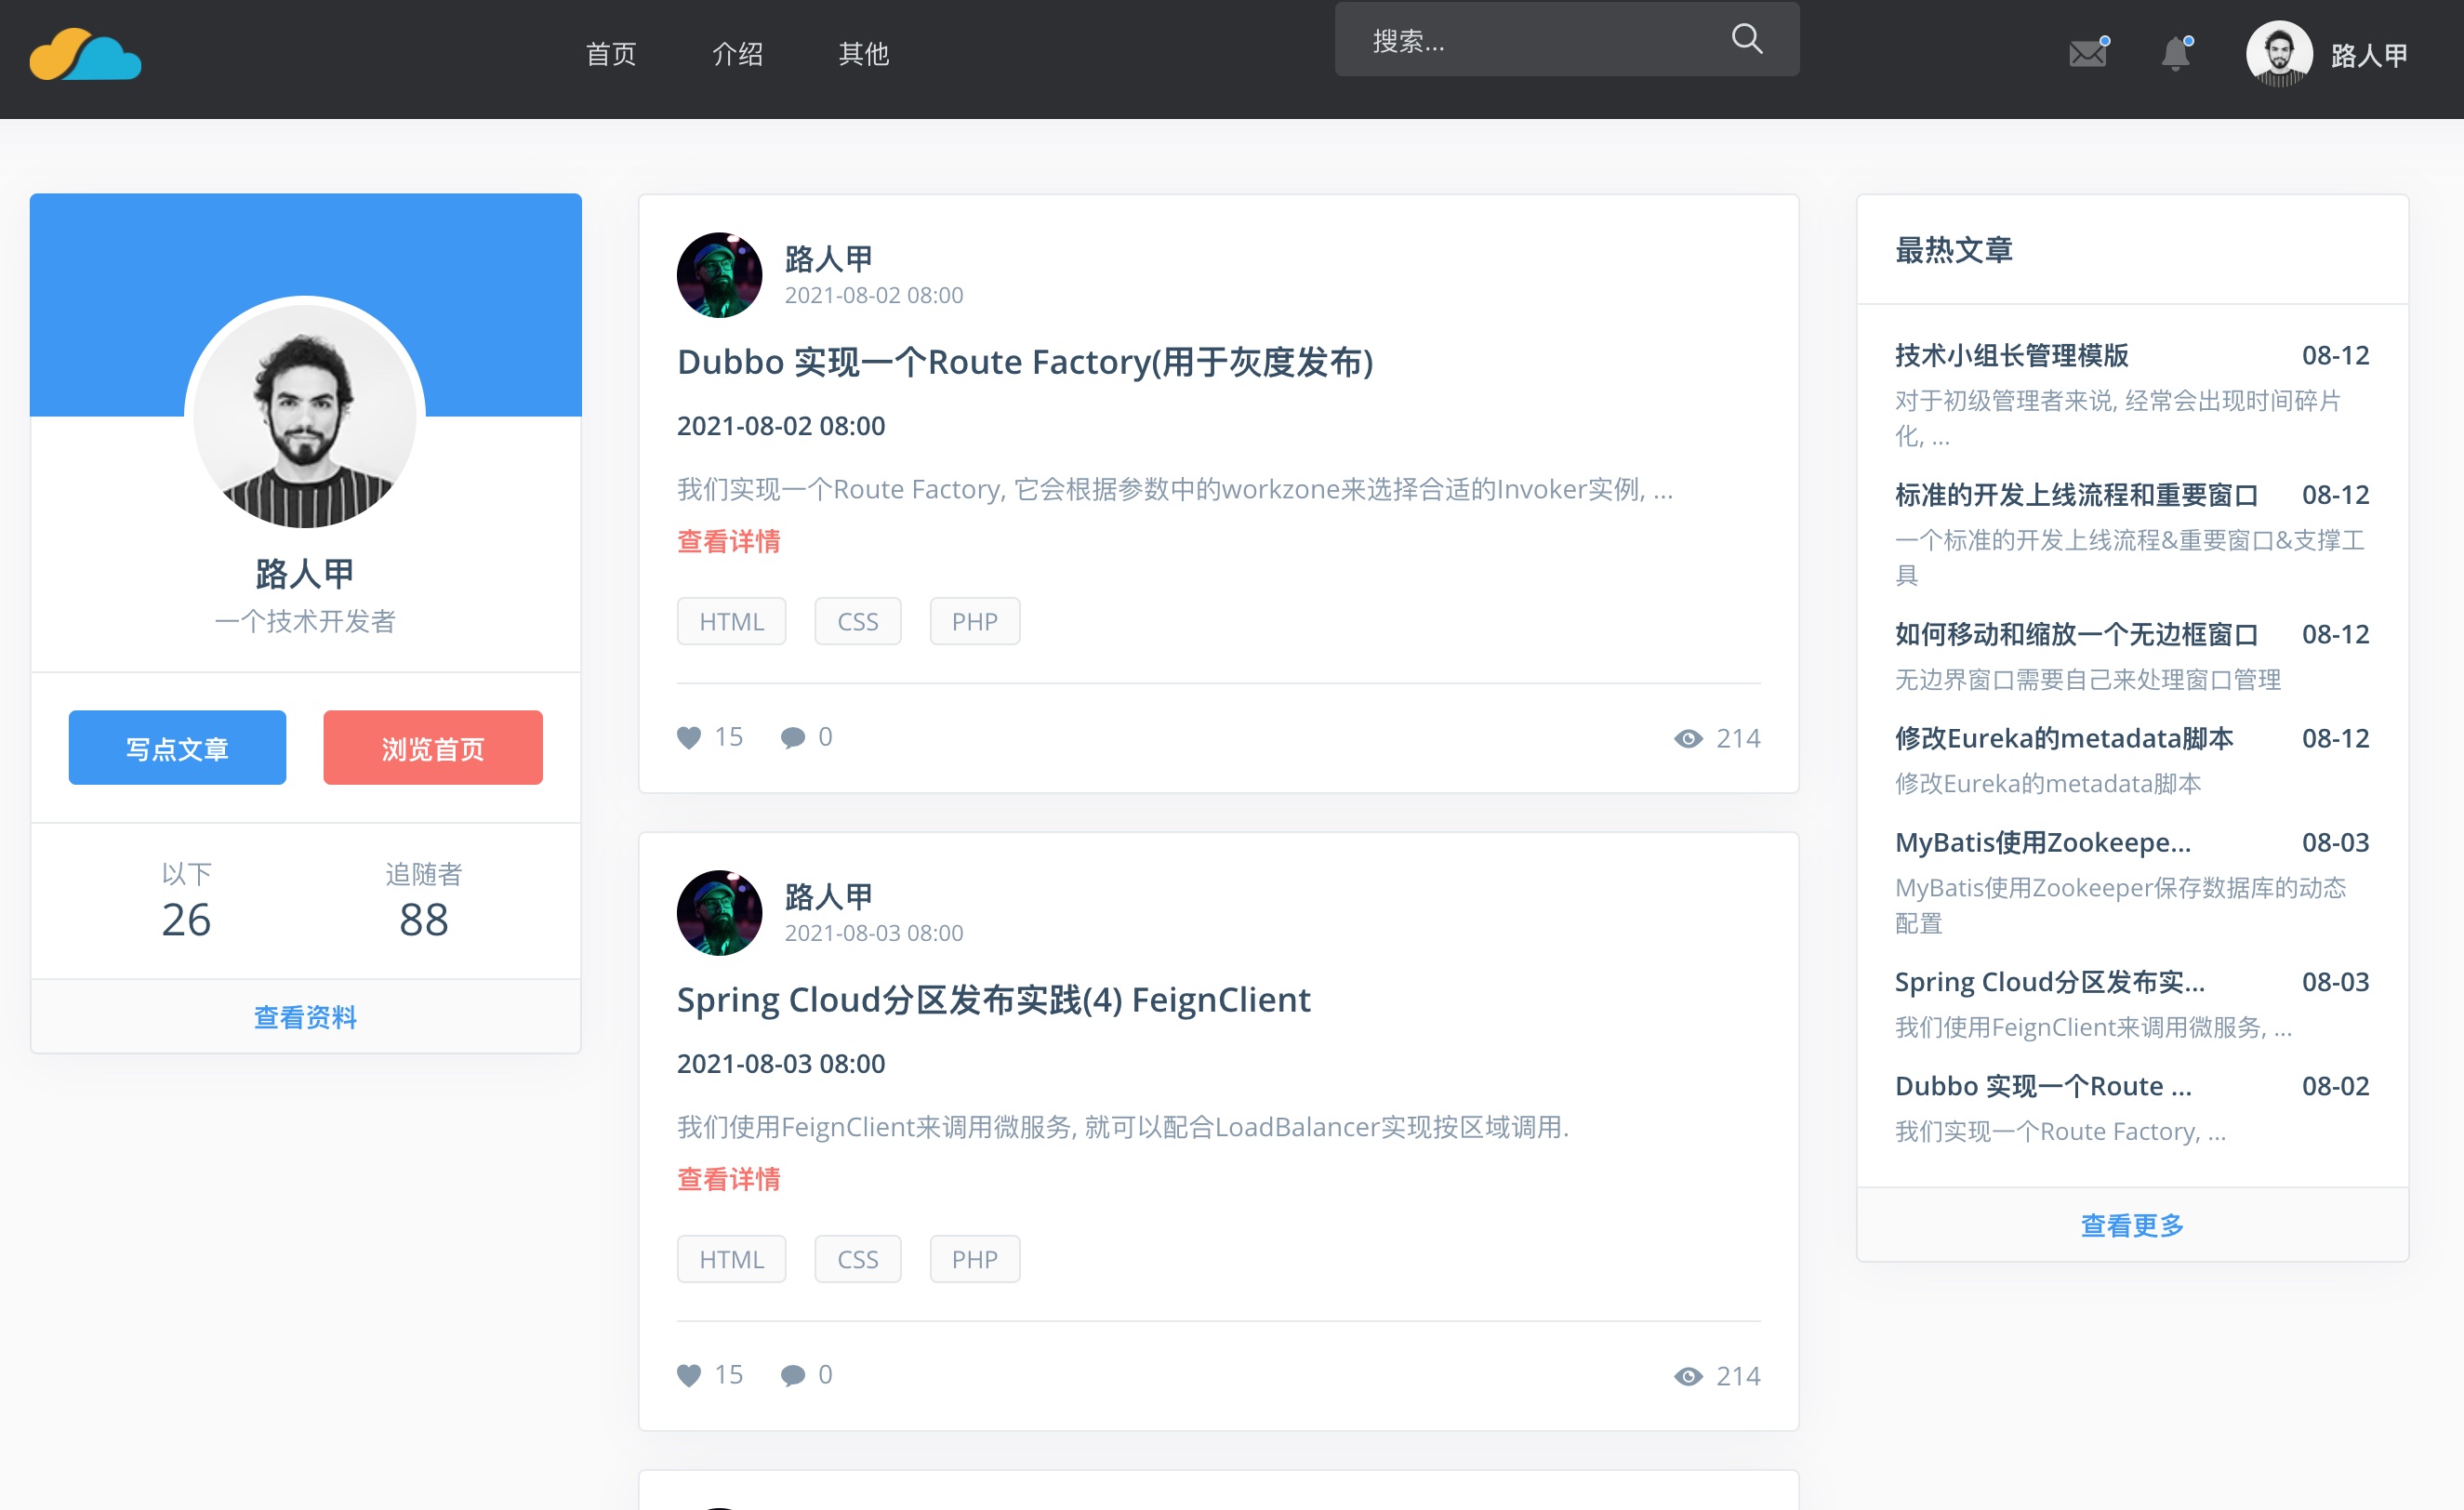 首页
介绍
其他
搜索...
路人甲
路人甲
一个技术开发者
写点文章
浏览首页
以下
追随者
26
88
查看资料
路人甲
2021-08-02 08:00
Dubbo 实现一个Route Factory(用于灰度发布)
2021-08-02 08:00
我们实现一个Route Factory, 它会根据参数中的workzone来选择合适的Invoker实例, ...
查看详情
HTML
CSS
PHP
15
0
214
路人甲
2021-08-03 08:00
Spring Cloud分区发布实践(4) FeignClient
2021-08-03 08:00
我们使用FeignClient来调用微服务, 就可以配合LoadBalancer实现按区域调用.
查看详情
HTML
CSS
PHP
15
0
214
最热文章
技术小组长管理模版 08-12
对于初级管理者来说, 经常会出现时间碎片
化, ...
标准的开发上线流程和重要窗口 08-12
一个标准的开发上线流程&重要窗口&支撑工
具
如何移动和缩放一个无边框窗口 08-12
无边界窗口需要自己来处理窗口管理
修改Eureka的metadata脚本 08-12
修改Eureka的metadata脚本
MyBatis使用Zookeepe... 08-03
MyBatis使用Zookeeper保存数据库的动态
配置
Spring Cloud分区发布实... 08-03
我们使用FeignClient来调用微服务, ...
Dubbo 实现一个Route ... 08-02
我们实现一个Route Factory, ...
查看更多